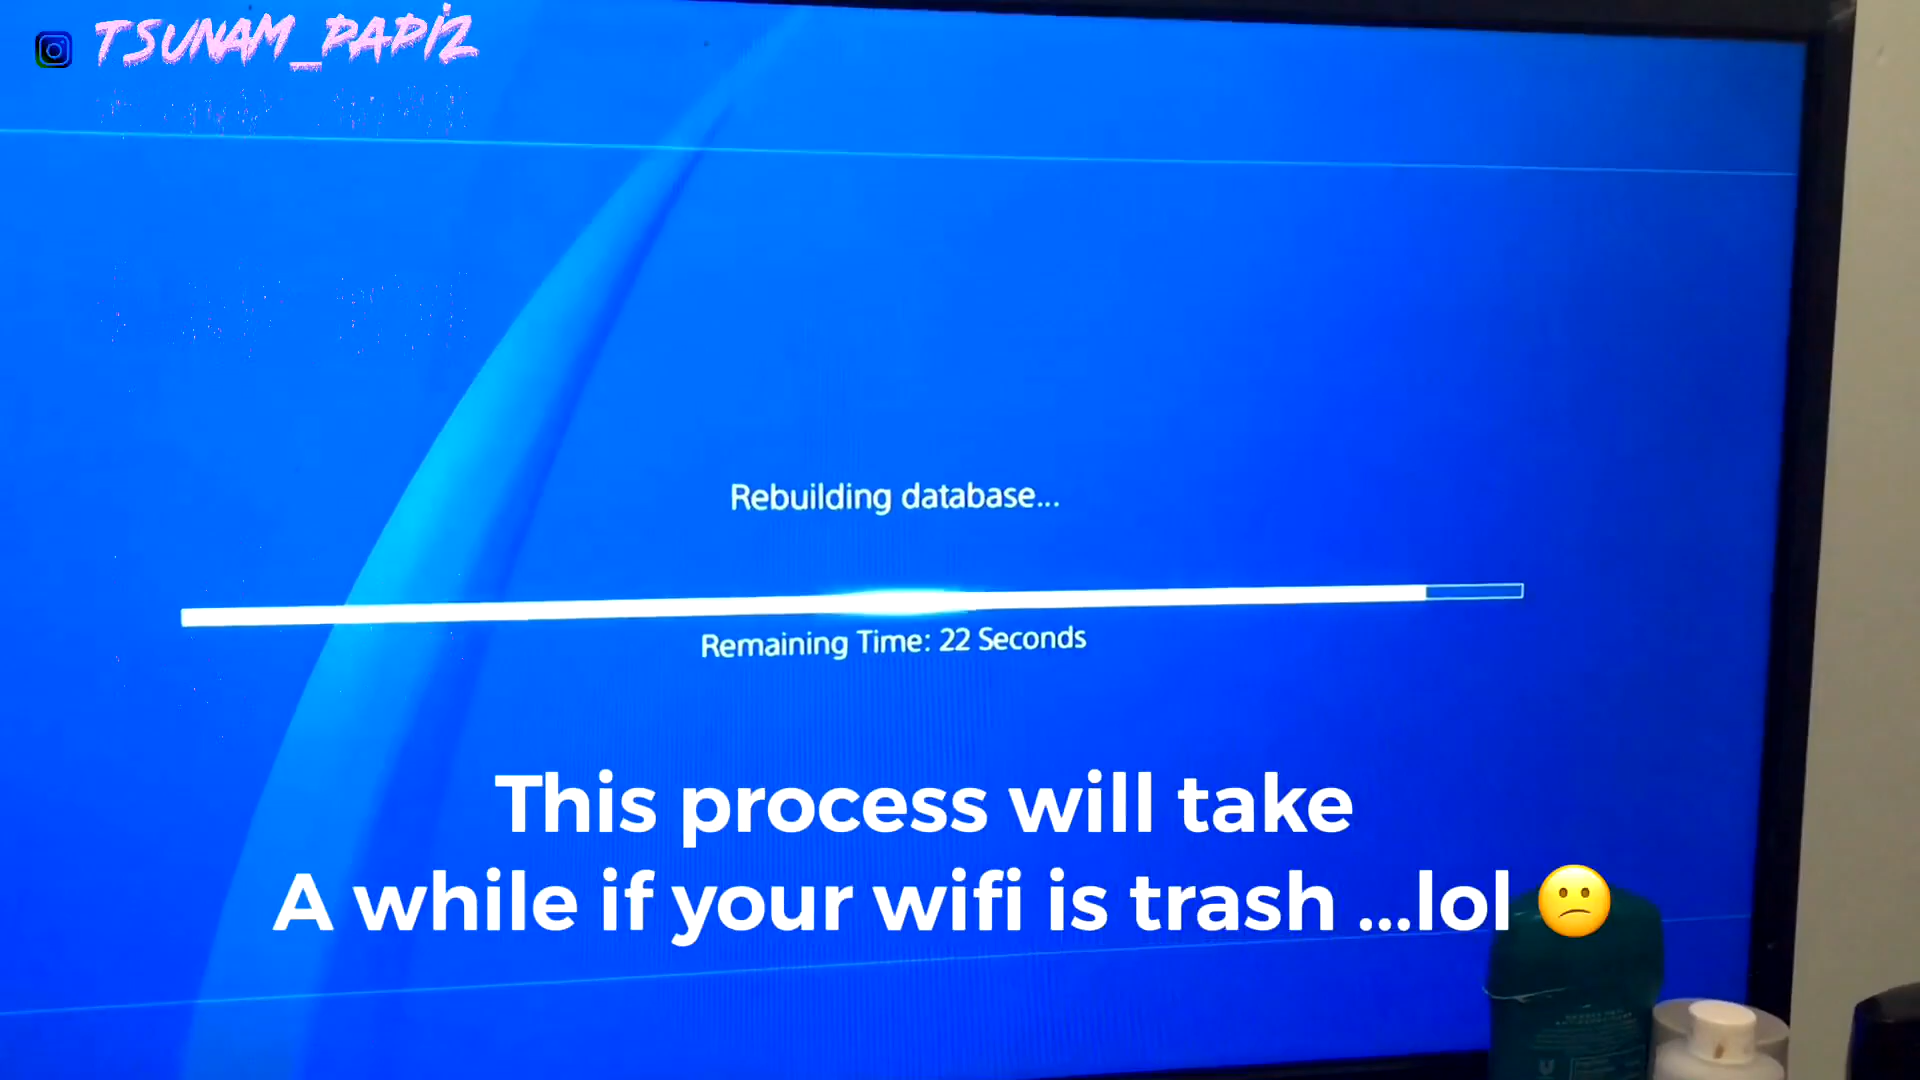 TSUNAM_PAPIZ
Rebuilding database...
Remaining Time: 22 Seconds
This process will take
A while if your wifi is trash ...lol 😕